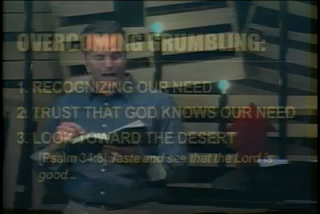 OVERCOMING GRUMBLING:
1. RECOGNIZING OUR NEED
2. TRUST THAT GOD KNOWS OUR NEED
3. LOOK TOWARD THE DESERT
[Psalm 34:8] Taste and see that the Lord is
good...